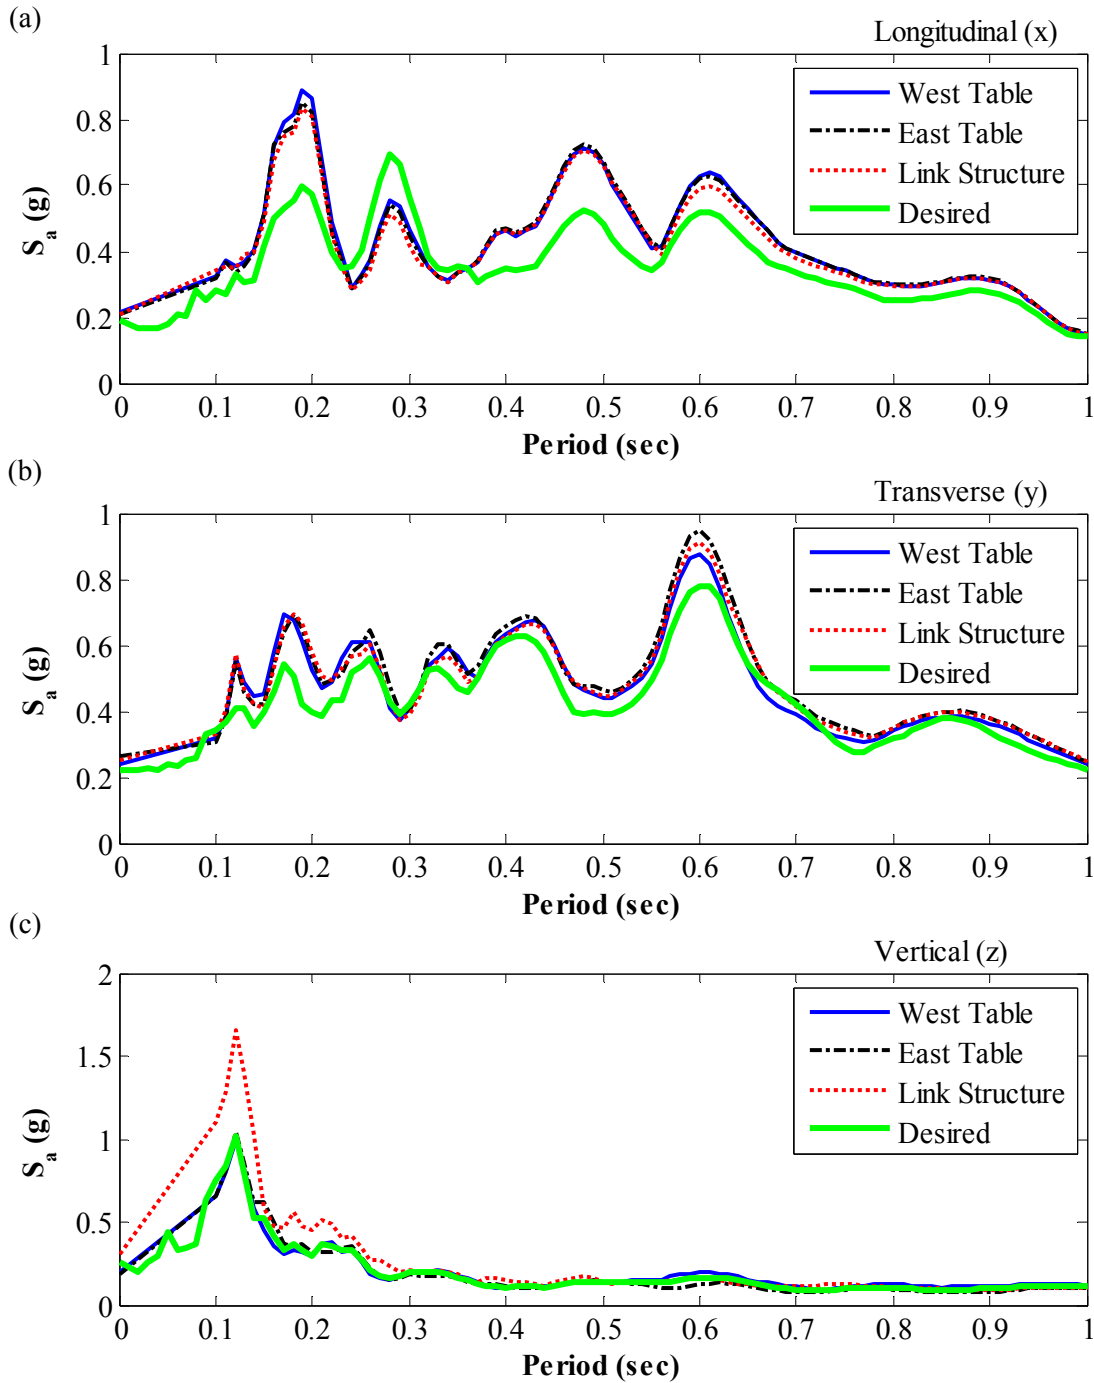 (a)
Longitudinal (x)
1
0.8
0.6
0.4
0.2
0
S a (g)
West Table
East Table
Link Structure
Desired
0 0.1 0.2 0.3 0.4 0.5 0.6 0.7 0.8 0.9 1
Period (sec)
(b)
Transverse (y)
1
0.8
0.6
0.4
0.2
0
S a (g)
West Table
East Table
Link Structure
Desired
0 0.1 0.2 0.3 0.4 0.5 0.6 0.7 0.8 0.9 1
Period (sec)
(c)
Vertical (z)
2
1.5
1
0.5
0
S a (g)
West Table
East Table
Link Structure
Desired
0 0.1 0.2 0.3 0.4 0.5 0.6 0.7 0.8 0.9 1
Period (sec)